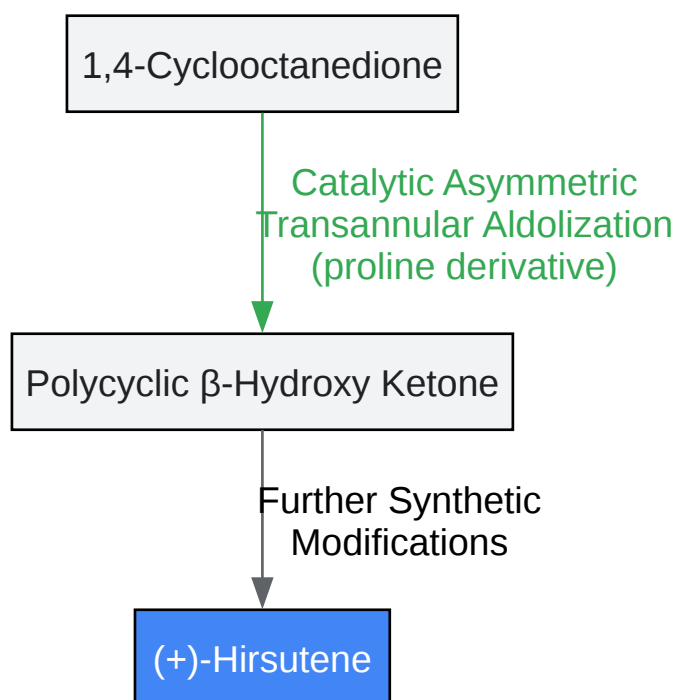 1,4-Cyclooctanedione
Catalytic Asymmetric
Transannular Aldolization
(proline derivative)
Polycyclic β-Hydroxy Ketone
Further Synthetic
Modifications
(+)-Hirsutene